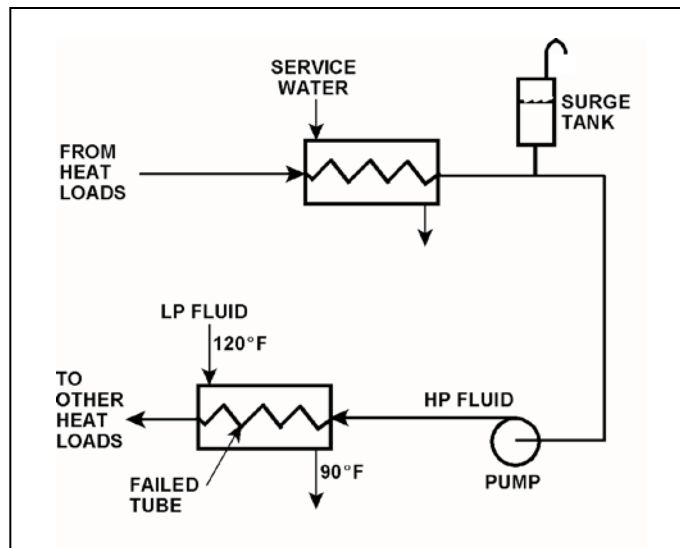 SERVICE
WATER
SURGE
TANK
FROM
HEAT
LOADS
LP FLUID
120°F
TO
OTHER
HEAT
LOADS
HP FLUID
90°F
PUMP
FAILED
TUBE